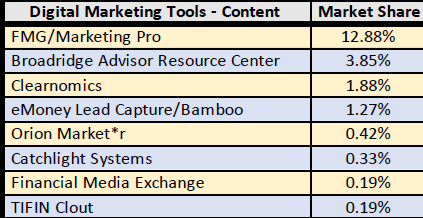 Digital Marketing Tools - Content Market Share
FMG/Marketing Pro 12.88%
Broadridge Advisor Resource Center 3.85%
Clearnomics 1.88%
eMoney Lead Capture/Bamboo 1.27%
Orion Market*r 0.42%
Catchlight Systems 0.33%
Financial Media Exchange 0.19%
TIFIN Clout 0.19%